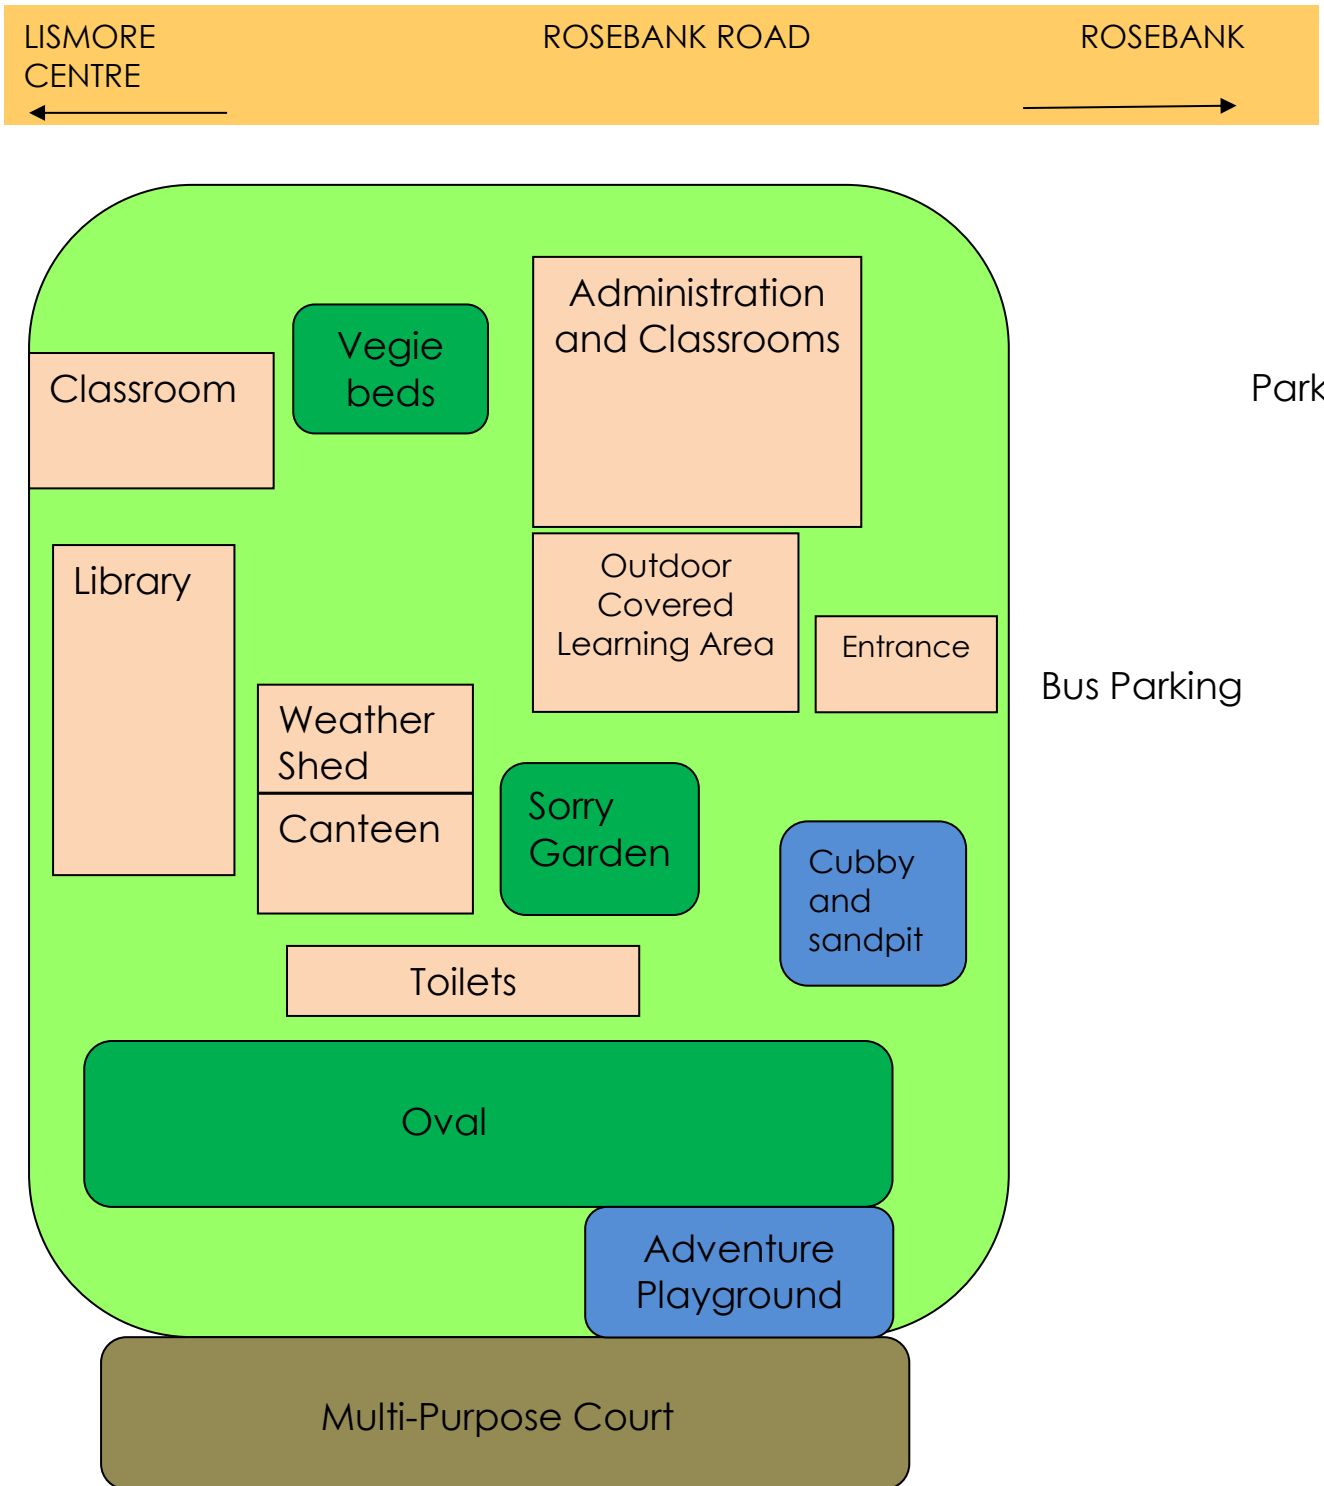 LISMORE
CENTRE
ROSEBANK ROAD
ROSEBANK
Administration
and Classrooms
Vegie
beds
Classroom
Park
Library
Outdoor
Covered
Learning Area
Entrance
Bus Parking
Weather
Shed
Canteen
Sorry
Garden
Cubby
and
sandpit
Toilets
Oval
Adventure
Playground
Multi-Purpose Court